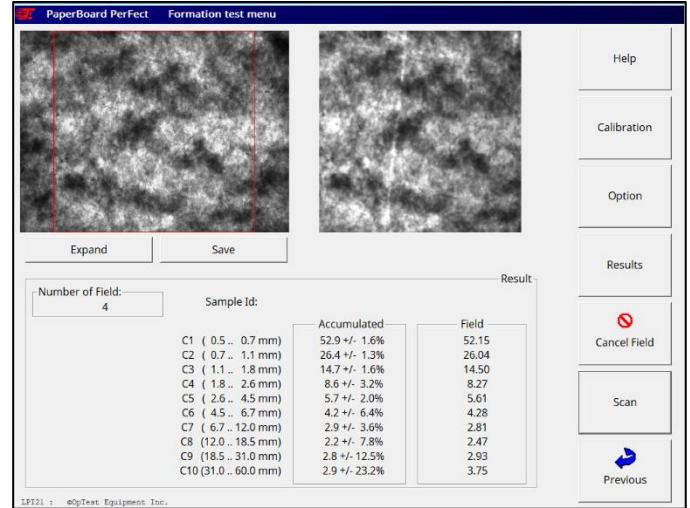 PaperBoard PerFect Formation test menu
Help
Calibration
Option
Results
Cancel Field
Scan
Previous
Expand Save
Result
Number of Field:
4
Sample Id:
Accumulated Field
C1 ( 0.5 .. 0.7 mm) 52.9 +/- 1.6% 52.15
C2 ( 0.7 .. 1.1 mm) 26.4 +/- 1.3% 26.04
C3 ( 1.1 .. 1.8 mm) 14.7 +/- 1.6% 14.50
C4 ( 1.8 .. 2.6 mm) 8.6 +/- 3.2% 8.27
C5 ( 2.6 .. 4.5 mm) 5.7 +/- 2.0% 5.61
C6 ( 4.5 .. 6.7 mm) 4.2 +/- 6.4% 4.28
C7 ( 6.7 .. 12.0 mm) 2.9 +/- 3.6% 2.81
C8 (12.0 .. 18.5 mm) 2.2 +/- 7.8% 2.47
C9 (18.5 .. 31.0 mm) 2.8 +/- 12.5% 2.93
C10 (31.0 .. 60.0 mm) 2.9 +/- 23.2% 3.75
LPI21 : ©OpTest Equipment Inc.